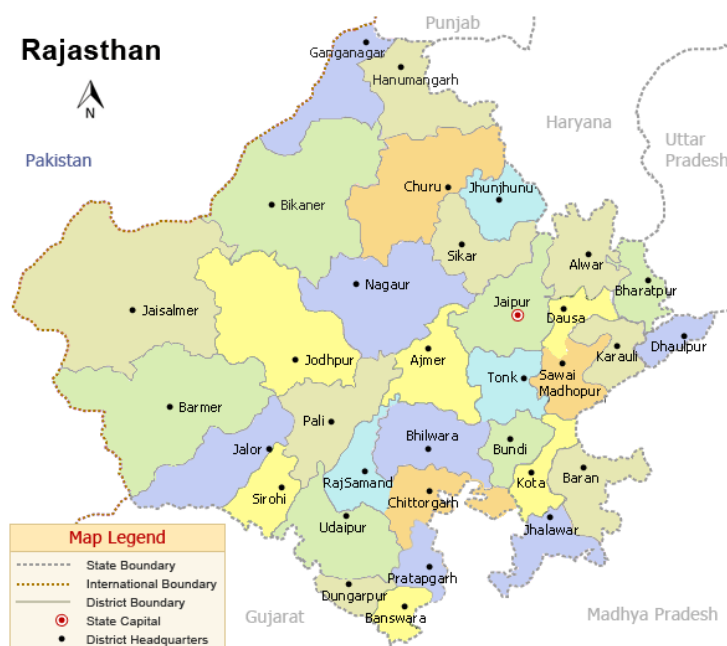 Rajasthan
N
Punjab
Ganganagar
Hanumangarh
Haryana
Uttar
Pradesh
Pakistan
Churu
Jhunjhunu
Bikaner
Sikar
Alwar
Nagaur
Bharatpur
Jaipur
Jaisalmer
Dausa
Dhaulpur
Karauli
Jodhpur
Ajmer
Tonk
Sawai
Madhopur
Barmer
Pali
Bhilwara
Bundi
Jalor
RajSamand
Kota
Baran
Sirohi
Chittorgarh
Udaipur
Jhalawar
Map Legend
State Boundary
International Boundary
District Boundary
State Capital
District Headquarters
Pratapgarh
Dungarpur
Banswara
Gujarat
Madhya Pradesh